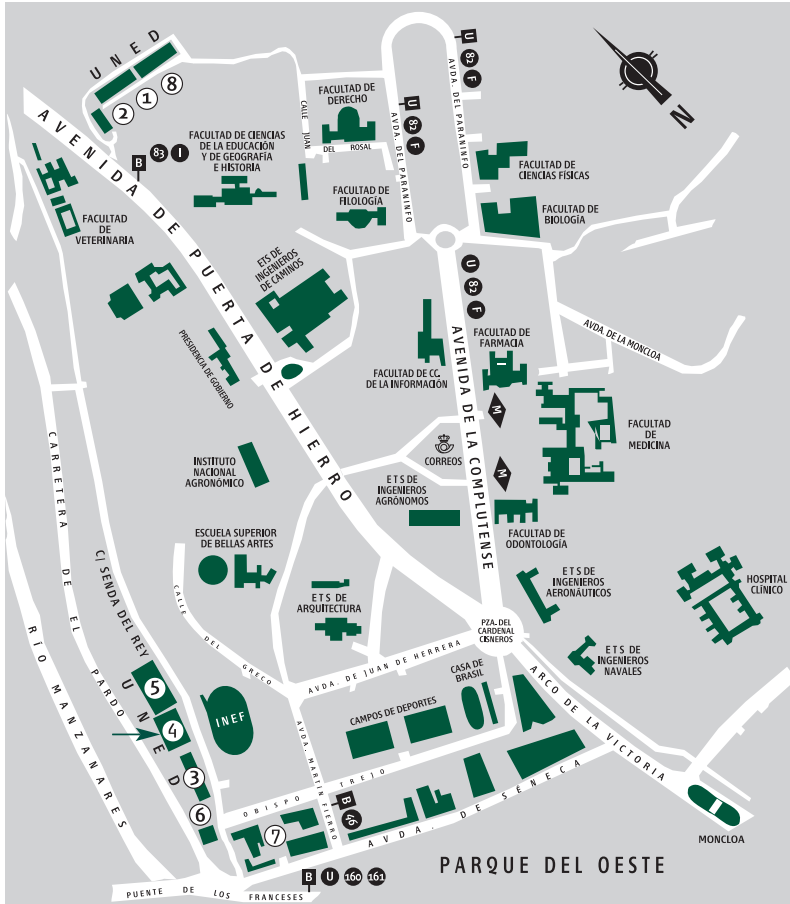 UNED
2
1
8
AVENIDA DE PUERTA DE HIERRO
B 83 I
FACULTAD DE CIENCIAS
DE LA EDUCACIÓN
Y DE GEOGRAFÍA
E HISTORIA
CALLE JUAN
DEL ROSAL
FACULTAD DE
DERECHO
FACULTAD DE
FILOLOGÍA
U
82
F
AVDA. DEL PARANINFO
U
82
F
AVDA. DEL PARANINFO
N
FACULTAD DE
CIENCIAS FÍSICAS
FACULTAD DE
BIOLOGÍA
FACULTAD
DE
VETERINARIA
ETS DE
INGENIEROS
DE CAMINOS
PRESIDENCIA DE GOBIERNO
U
82
F
AVENIDA DE LA COMPLUTENSE
FACULTAD DE
FARMACIA
FACULTAD DE CC.
DE LA INFORMACIÓN
AVDA. DE LA MONCLOA
M
CORREOS
M
FACULTAD
DE
MEDICINA
INSTITUTO
NACIONAL
AGRONÓMICO
ETS DE
INGENIEROS
AGRÓNOMOS
FACULTAD DE
ODONTOLOGÍA
ESCUELA SUPERIOR
DE BELLAS ARTES
ETS DE
ARQUITECTURA
ETS DE
INGENIEROS
AERONÁUTICOS
HOSPITAL
CLÍNICO
CARRETERA DE EL PARDO
C/ SENDA DEL REY
CALLE DEL GRECO
RÍO MANZANARES
PZA. DEL
CARDENAL
CISNEROS
ETS DE
INGENIEROS
NAVALES
AVDA. DE JUAN DE HERRERA
CASA DE
BRASIL
ARCO DE LA VICTORIA
UNED
5
4
3
6
INEF
CAMPOS DE DEPORTES
AVDA. MARTÍN FIERRO
OBISPO TREJO
7
B
46
AVDA. DE SÉNECA
MONCLOA
PARQUE DEL OESTE
B U 160 161
PUENTE DE LOS FRANCESES